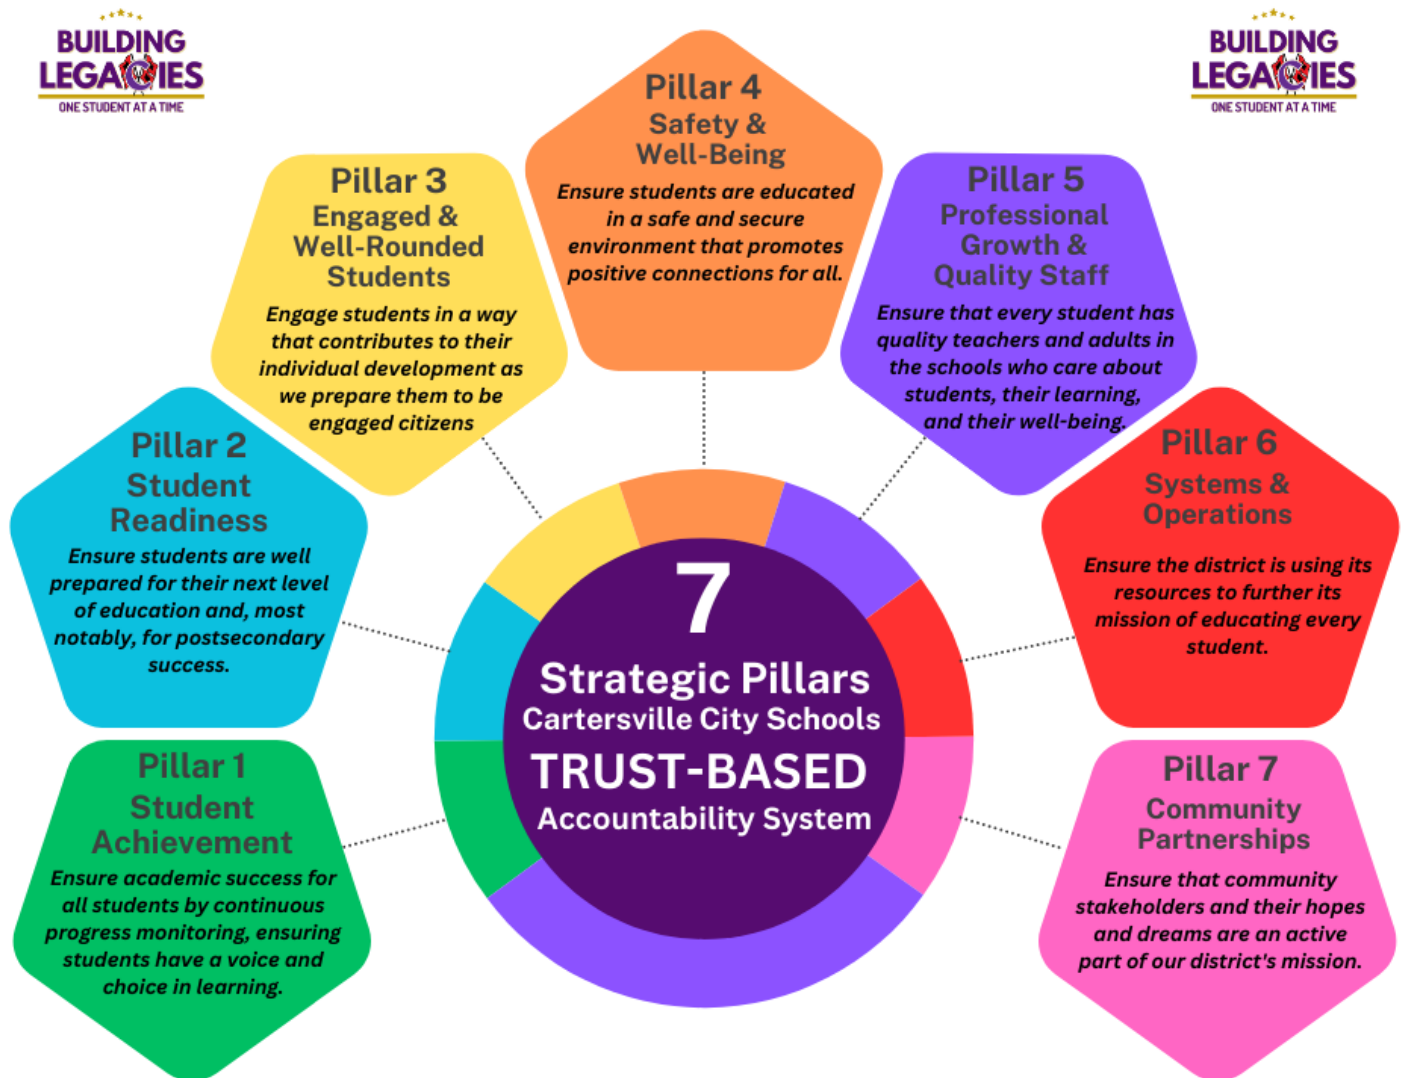 BUILDING
LEGACIES
ONE STUDENT AT A TIME
BUILDING
LEGACIES
ONE STUDENT AT A TIME
Pillar 1
Student
Achievement
Ensure academic success for
all students by continuous
progress monitoring, ensuring
students have a voice and
choice in learning.
Pillar 2
Student
Readiness
Ensure students are well
prepared for their next level
of education and, most
notably, for postsecondary
success.
Pillar 3
Engaged &
Well-Rounded
Students
Engage students in a way
that contributes to their
individual development as
we prepare them to be
engaged citizens
Pillar 4
Safety &
Well-Being
Ensure students are educated
in a safe and secure
environment that promotes
positive connections for all.
Pillar 5
Professional
Growth &
Quality Staff
Ensure that every student has
quality teachers and adults in
the schools who care about
students, their learning,
and their well-being.
Pillar 6
Systems &
Operations
Ensure the district is using its
resources to further its
mission of educating every
student.
Pillar 7
Community
Partnerships
Ensure that community
stakeholders and their hopes
and dreams are an active
part of our district's mission.
7
Strategic Pillars
Cartersville City Schools
TRUST-BASED
Accountability System